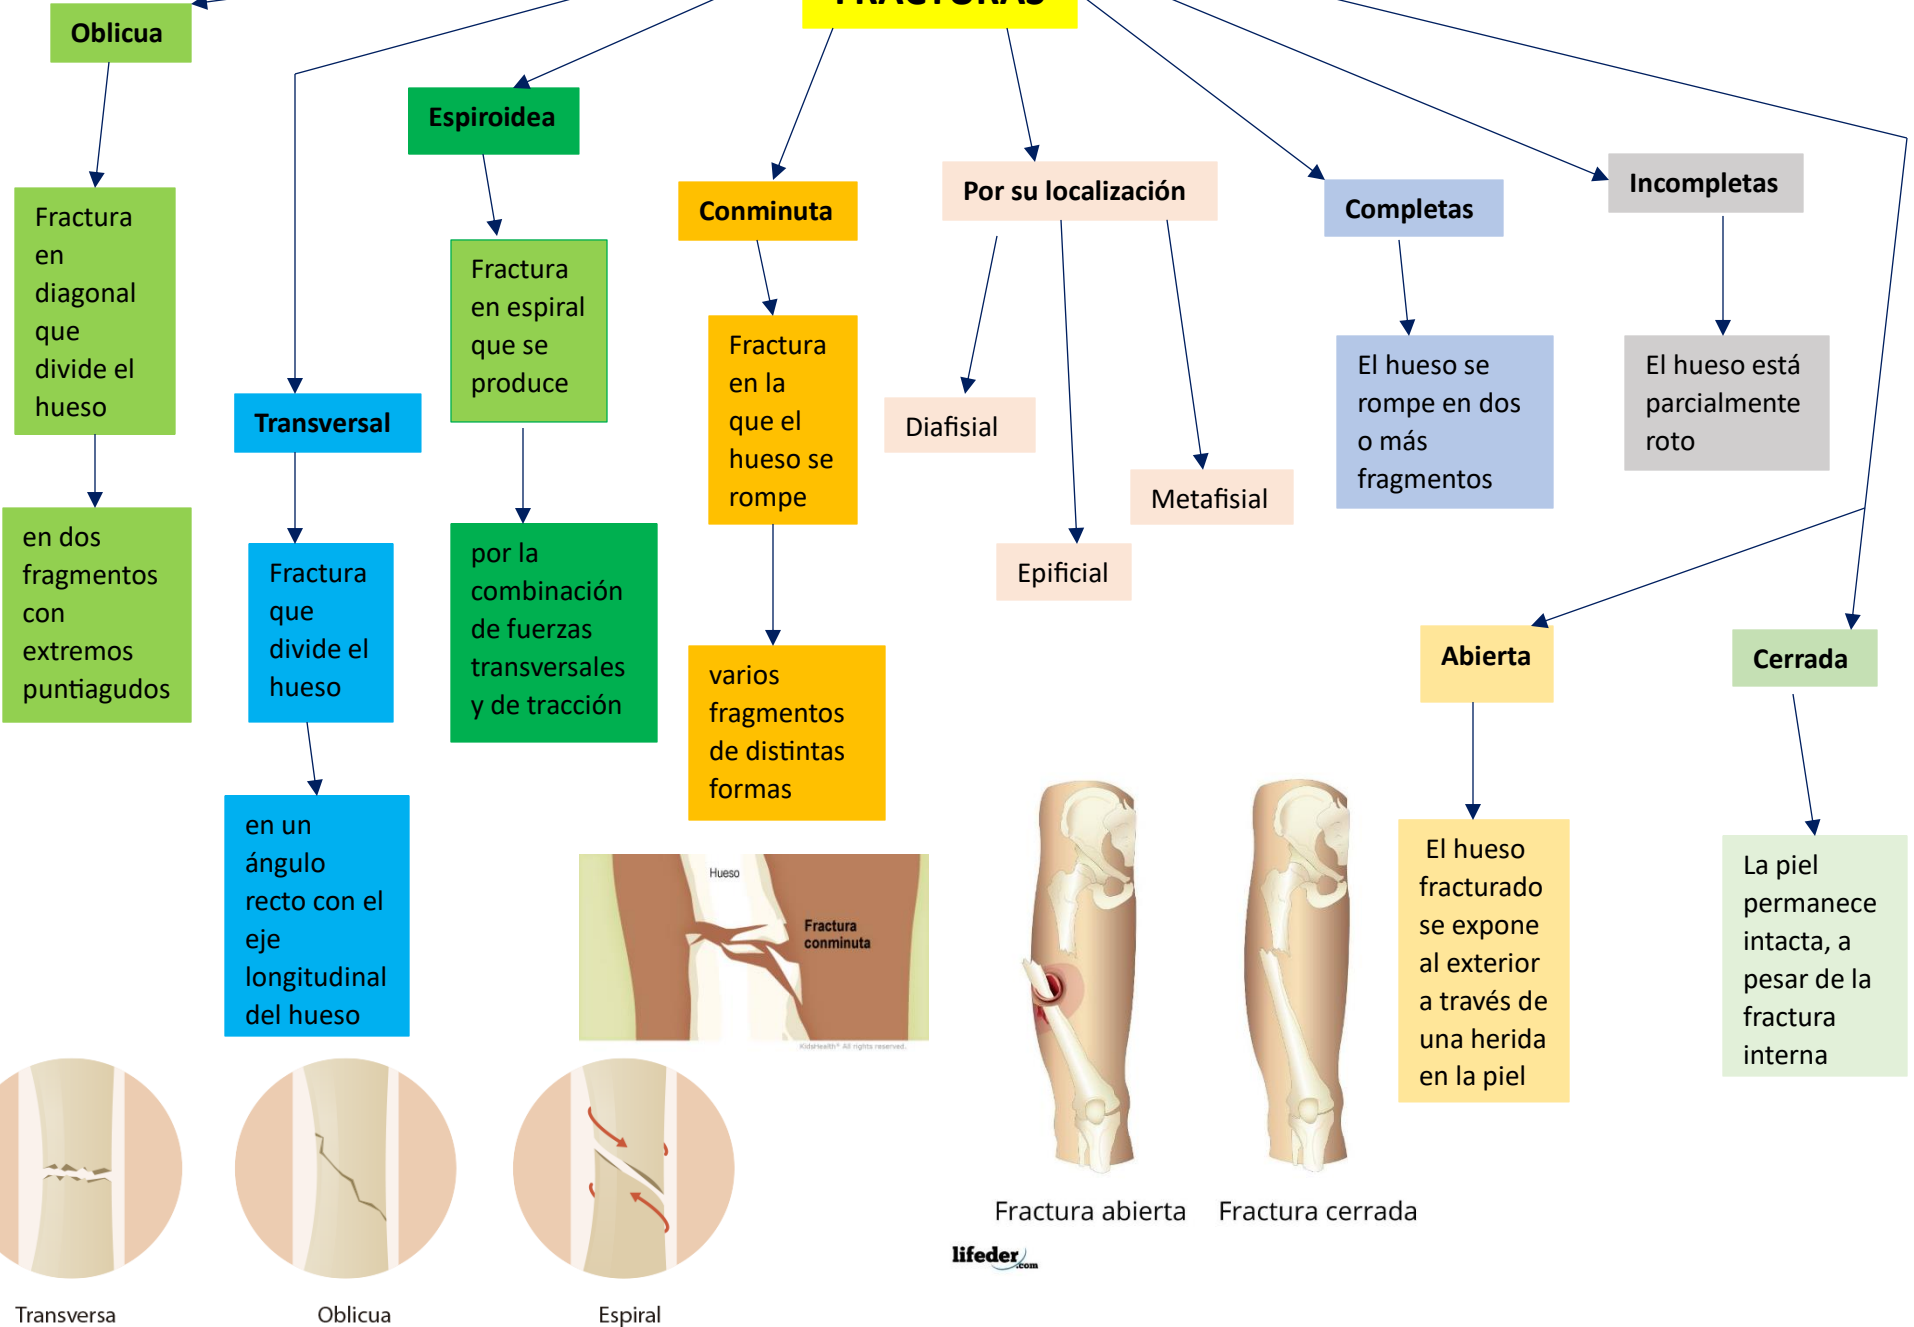 FRACTURAS
Oblicua
Fractura
en
diagonal
que
divide el
hueso
en dos
fragmentos
con
extremos
puntiagudos
Transversal
Fractura
que
divide el
hueso
en un
ángulo
recto con el
eje
longitudinal
del hueso
Espiroidea
Fractura
en espiral
que se
produce
por la
combinación
de fuerzas
transversales
y de tracción
Conminuta
Fractura
en la
que el
hueso se
rompe
varios
fragmentos
de distintas
formas
Por su localización
Diafisial
Epificial
Metafisial
Completas
El hueso se
rompe en dos
o más
fragmentos
Incompletas
El hueso está
parcialmente
roto
Abierta
El hueso
fracturado
se expone
al exterior
a través de
una herida
en la piel
Cerrada
La piel
permanece
intacta, a
pesar de la
fractura
interna
Hueso
Fractura
conminuta
KidsHealth® All rights reserved.
Fractura abierta
Fractura cerrada
lifeder.com
Transversa
Oblicua
Espiral